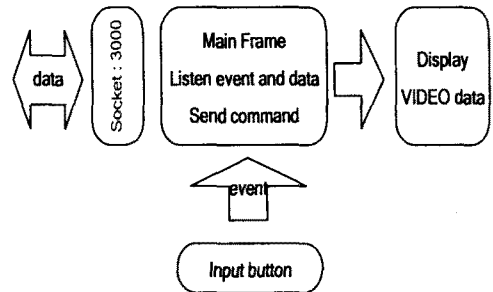 data
Socket : 3000
Main Frame
Listen event and data
Send command
Display
VIDEO data
event
Input button